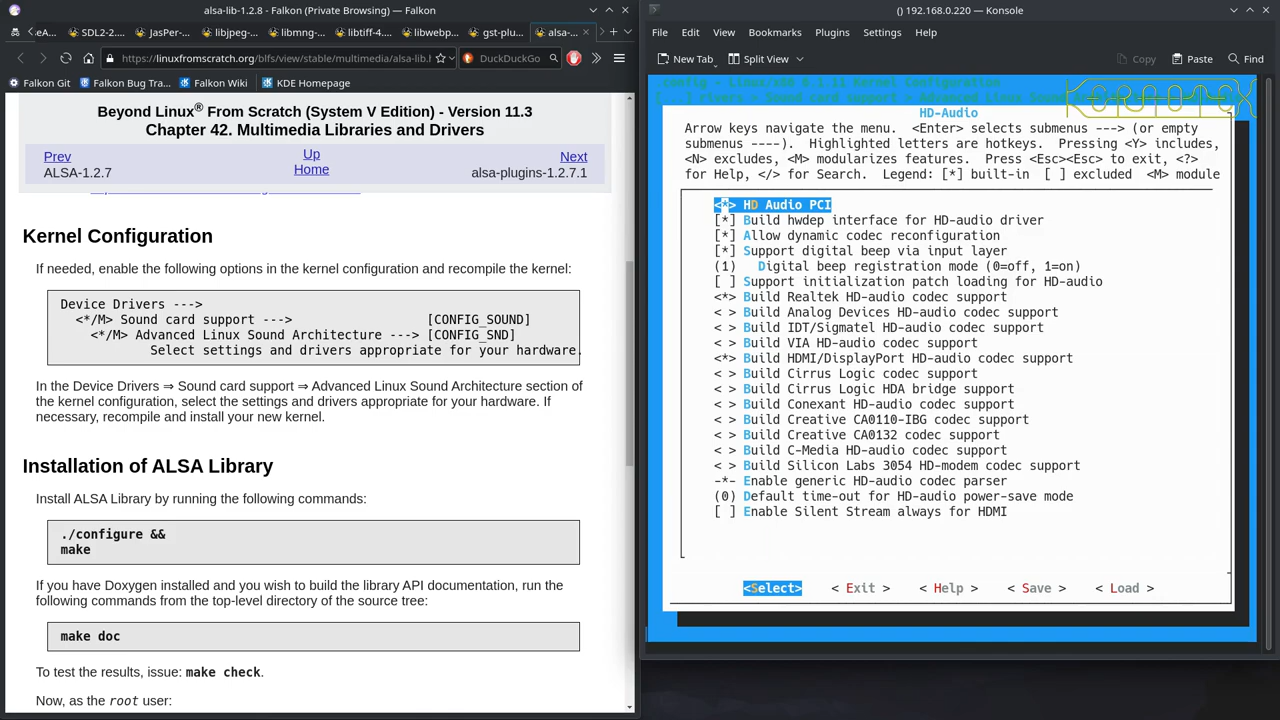 alsa-lib-1.2.8 - Falkon (Private Browsing) — Falkon
SDL2-2... JasPer-... libjpeg-... libmng-... libtiff-4.... libwebp... gst-plu... alsa-...
https://linuxfromscratch.org/blfs/view/stable/multimedia/alsa-lib.h DuckDuckGo
Falkon Git Falkon Bug Tra... Falkon Wiki KDE Homepage
Beyond Linux® From Scratch (System V Edition) - Version 11.3
Chapter 42. Multimedia Libraries and Drivers
Prev Up Next
ALSA-1.2.7 Home alsa-plugins-1.2.7.1
Kernel Configuration
If needed, enable the following options in the kernel configuration and recompile the kernel:
Device Drivers --->
<*/M> Sound card support ---> [CONFIG_SOUND]
<*/M> Advanced Linux Sound Architecture ---> [CONFIG_SND]
Select settings and drivers appropriate for your hardware.
In the Device Drivers ⇒ Sound card support ⇒ Advanced Linux Sound Architecture section of
the kernel configuration, select the settings and drivers appropriate for your hardware. If
necessary, recompile and install your new kernel.
Installation of ALSA Library
Install ALSA Library by running the following commands:
./configure &&
make
If you have Doxygen installed and you wish to build the library API documentation, run the
following commands from the top-level directory of the source tree:
make doc
To test the results, issue: make check.
Now, as the root user:
() 192.168.0.220 — Konsole
File Edit View Bookmarks Plugins Settings Help
New Tab Split View Copy Paste Find
.config - Linux/x86 6.1.11 Kernel Configuration
[...] rivers → Sound card support → Advanced Linux Sound
HD-Audio
Arrow keys navigate the menu. <Enter> selects submenus ---> (or empty
submenus ----). Highlighted letters are hotkeys. Pressing <Y> includes,
<N> excludes, <M> modularizes features. Press <Esc><Esc> to exit, <?>
for Help, </> for Search. Legend: [*] built-in [ ] excluded <M> module
<*> HD Audio PCI
[*] Build hwdep interface for HD-audio driver
[*] Allow dynamic codec reconfiguration
[*] Support digital beep via input layer
(1) Digital beep registration mode (0=off, 1=on)
[ ] Support initialization patch loading for HD-audio
<*> Build Realtek HD-audio codec support
< > Build Analog Devices HD-audio codec support
< > Build IDT/Sigmatel HD-audio codec support
< > Build VIA HD-audio codec support
<*> Build HDMI/DisplayPort HD-audio codec support
< > Build Cirrus Logic codec support
< > Build Cirrus Logic HDA bridge support
< > Build Conexant HD-audio codec support
< > Build Creative CA0110-IBG codec support
< > Build Creative CA0132 codec support
< > Build C-Media HD-audio codec support
< > Build Silicon Labs 3054 HD-modem codec support
-*- Enable generic HD-audio codec parser
(0) Default time-out for HD-audio power-save mode
[ ] Enable Silent Stream always for HDMI
<Select> < Exit > < Help > < Save > < Load >